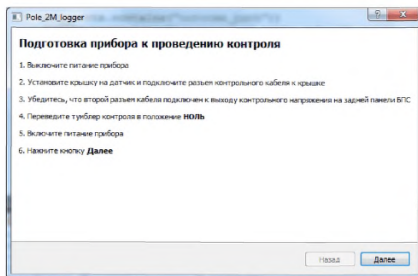 Pole_2M_logger
Подготовка прибора к проведению контроля
1. Выключите питание прибора
2. Установите крышку на датчик и подключите разъем контрольного кабеля к крышке
3. Убедитесь, что второй разъем кабеля подключен к выходу контрольного напряжения на задней панели БПС
4. Переведите тумблер контроля в положение НОЛЬ
5. Включите питание прибора
6. Нажмите кнопку Далее
Назад Далее